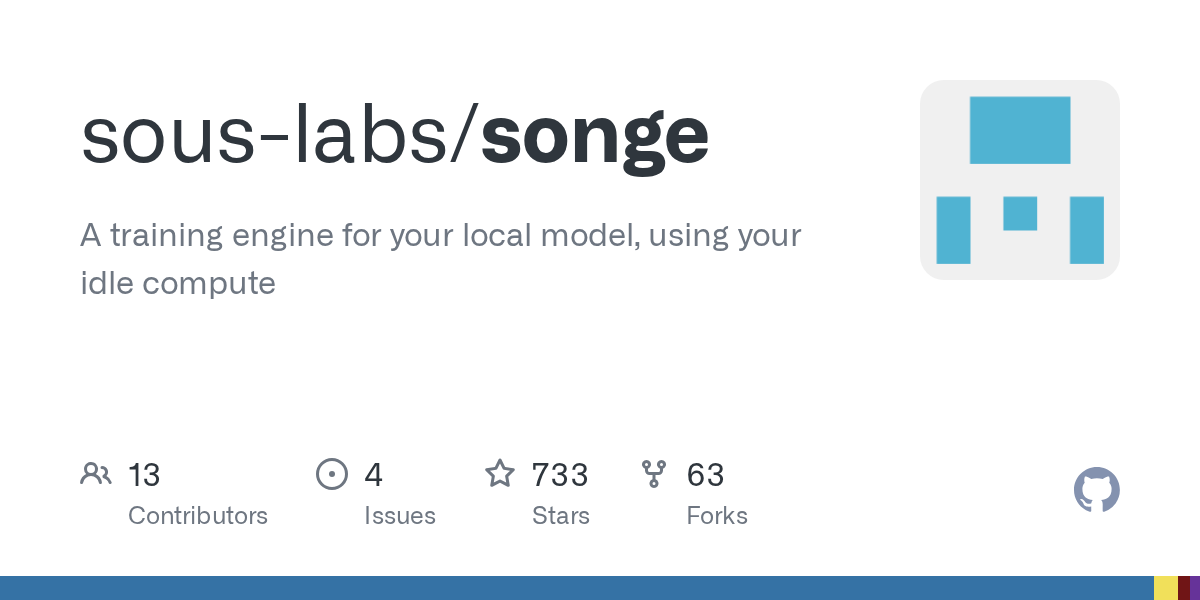 sous-labs/songe
A training engine for your local model, using your
idle compute
13
Contributors
4
Issues
733
Stars
63
Forks